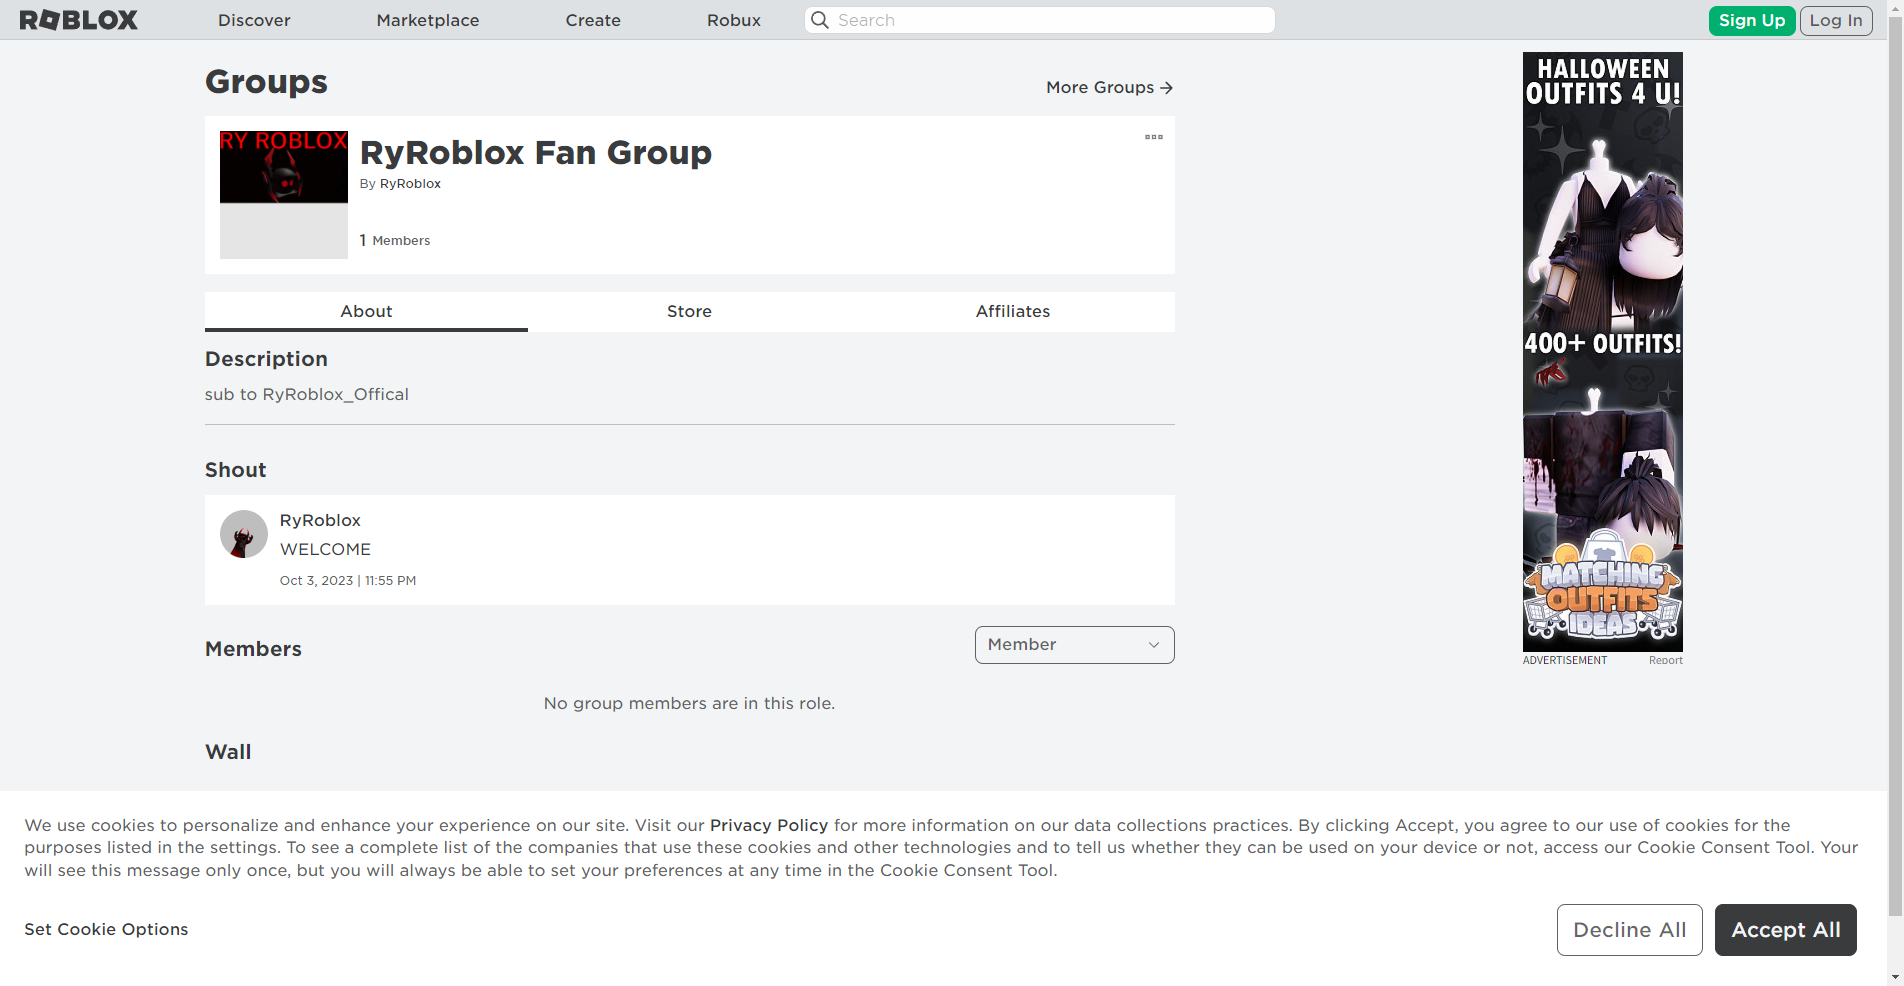 ROBLOX
Discover
Marketplace
Create
Robux
Search
Sign Up
Log In
Groups
More Groups
RY ROBLOX
RyRoblox Fan Group
By RyRoblox
1 Members
About
Store
Affiliates
Description
sub to RyRoblox_Offical
Shout
RyRoblox
WELCOME
Oct 3, 2023 | 11:55 PM
Members
Member
No group members are in this role.
Wall
HALLOWEEN
OUTFITS 4 U!
400+ OUTFITS!
MATCHING
OUTFITS
IDEAS
ADVERTISEMENT
Report
We use cookies to personalize and enhance your experience on our site. Visit our Privacy Policy for more information on our data collections practices. By clicking Accept, you agree to our use of cookies for the
purposes listed in the settings. To see a complete list of the companies that use these cookies and other technologies and to tell us whether they can be used on your device or not, access our Cookie Consent Tool. Your
will see this message only once, but you will always be able to set your preferences at any time in the Cookie Consent Tool.
Set Cookie Options
Decline All
Accept All